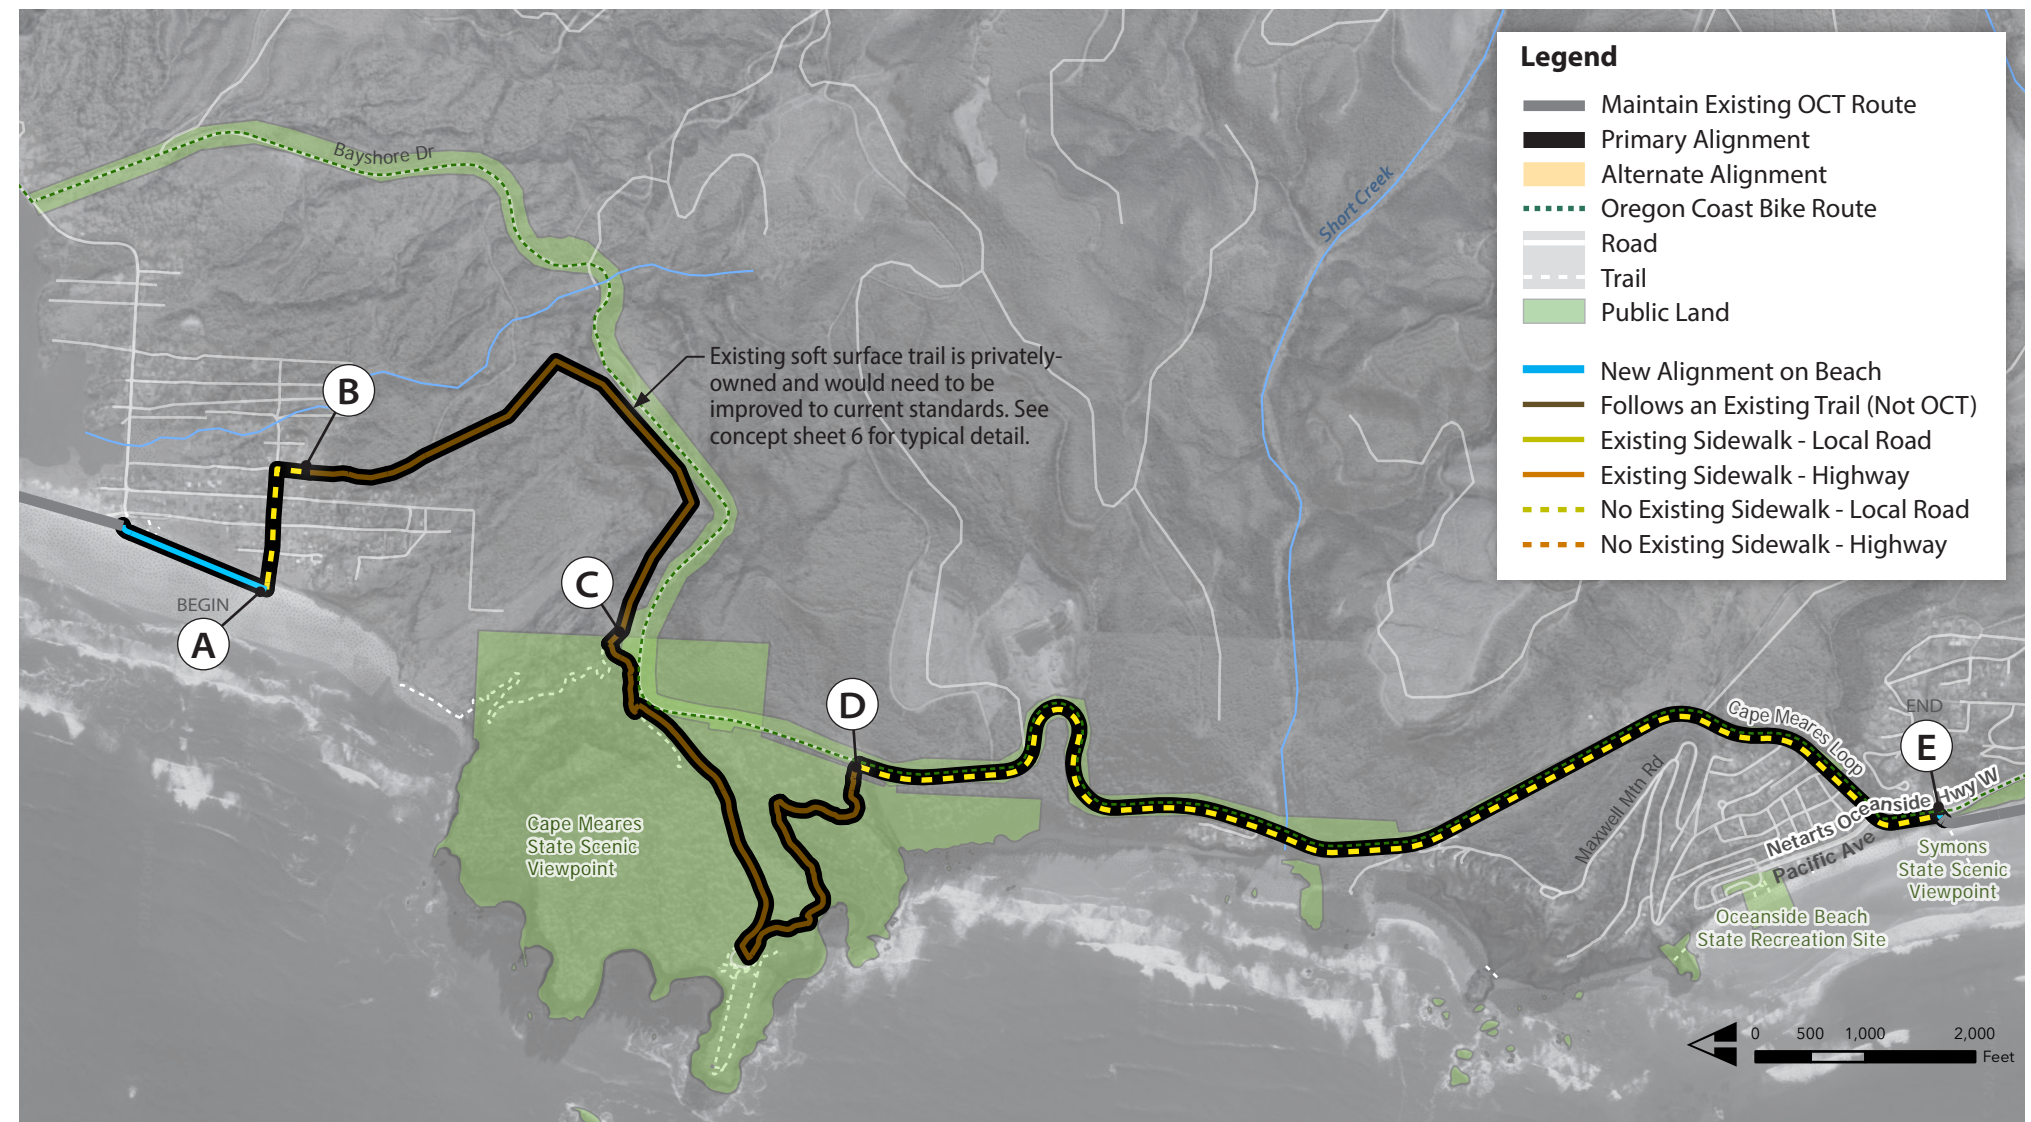 Legend
Maintain Existing OCT Route
Primary Alignment
Alternate Alignment
Oregon Coast Bike Route
Road
Trail
Public Land
New Alignment on Beach
Follows an Existing Trail (Not OCT)
Existing Sidewalk - Local Road
Existing Sidewalk - Highway
No Existing Sidewalk - Local Road
No Existing Sidewalk - Highway
Bayshore Dr
Short Creek
Existing soft surface trail is privately-
owned and would need to be
improved to current standards. See
concept sheet 6 for typical detail.
B
C
BEGIN
A
D
Cape Meares
State Scenic
Viewpoint
Cape Meares Loop
END
E
Maxwell Mtn Rd
Netarts Oceanside Hwy W
Pacific Ave
Symons
State Scenic
Viewpoint
Oceanside Beach
State Recreation Site
0 500 1,000 2,000
Feet